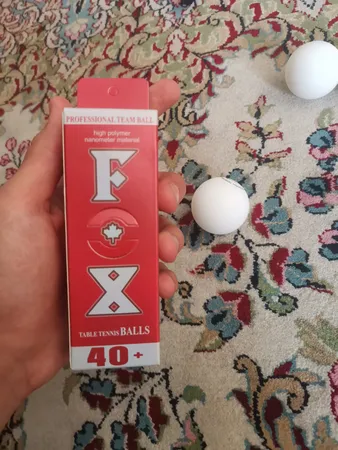 PROFESSIONAL TEAM BALL
high polymer
nanometer material
F
O
X
TABLE TENNIS BALLS
40+